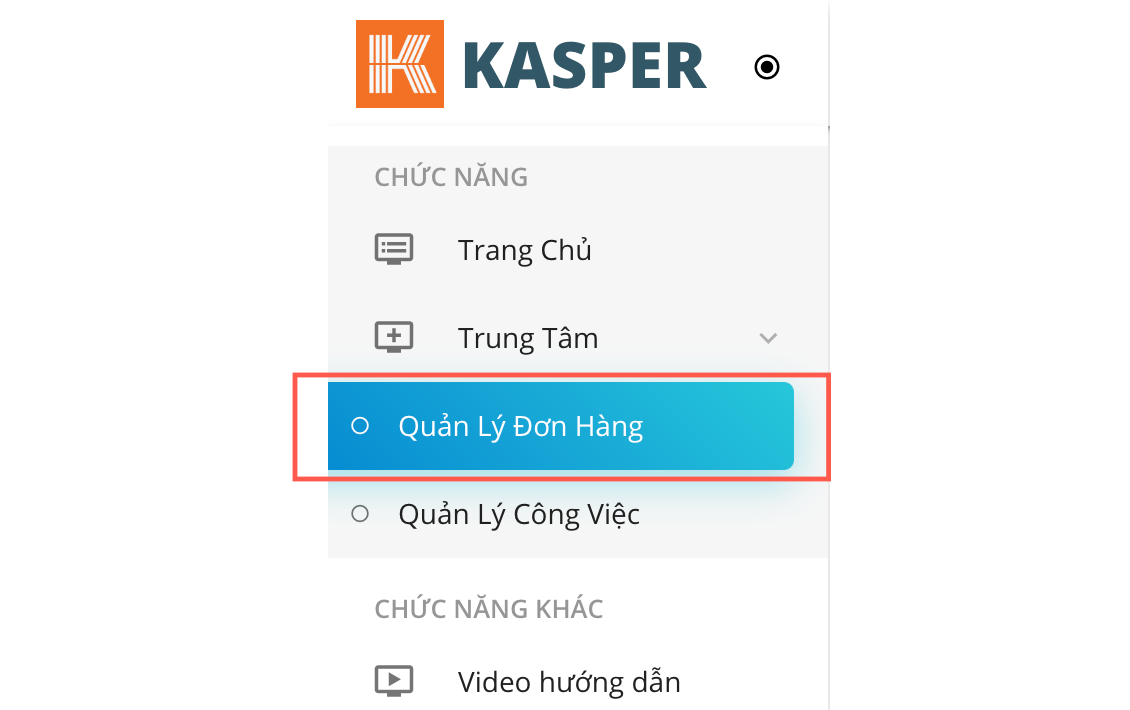 KASPER
CHỨC NĂNG
Trang Chủ
Trung Tâm
Quản Lý Đơn Hàng
Quản Lý Công Việc
CHỨC NĂNG KHÁC
Video hướng dẫn